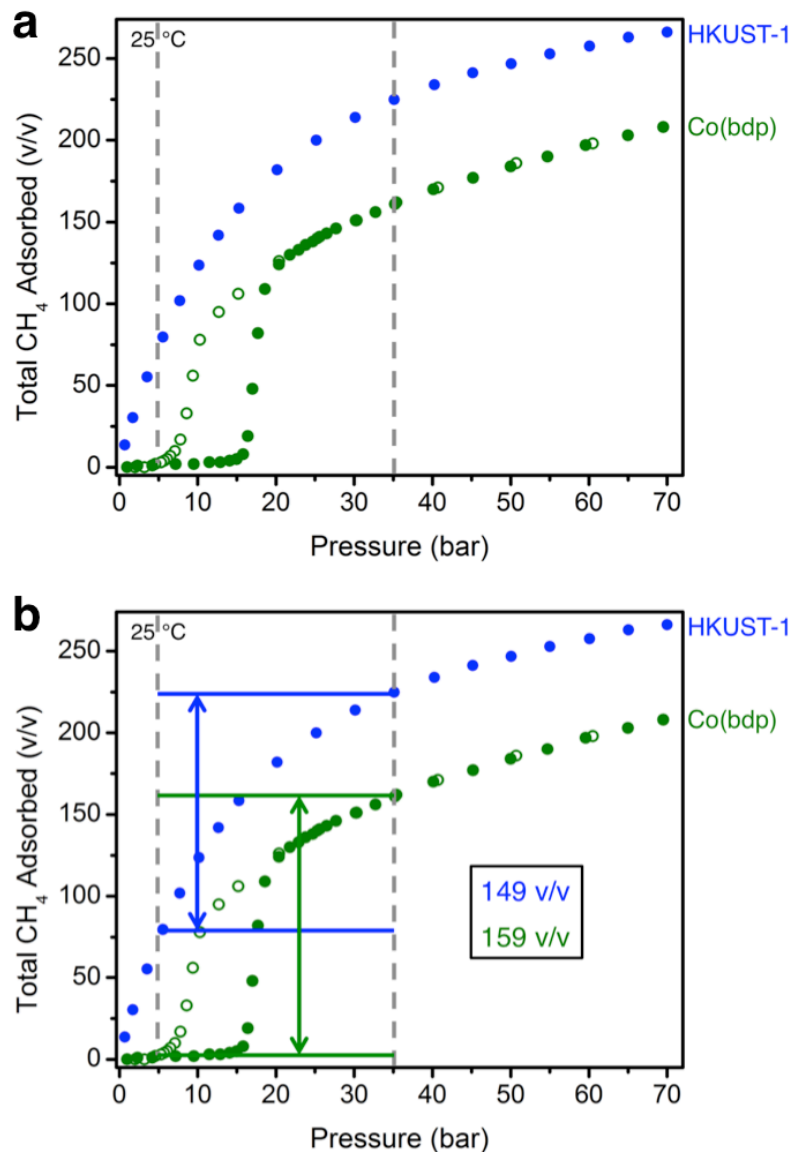 a
25 °C
HKUST-1
Co(bdp)
Total CH₄ Adsorbed (v/v)
250
200
150
100
50
0
0 10 20 30 40 50 60 70
Pressure (bar)
b
25 °C
HKUST-1
Co(bdp)
Total CH₄ Adsorbed (v/v)
250
200
150
100
50
0
149 v/v
159 v/v
0 10 20 30 40 50 60 70
Pressure (bar)